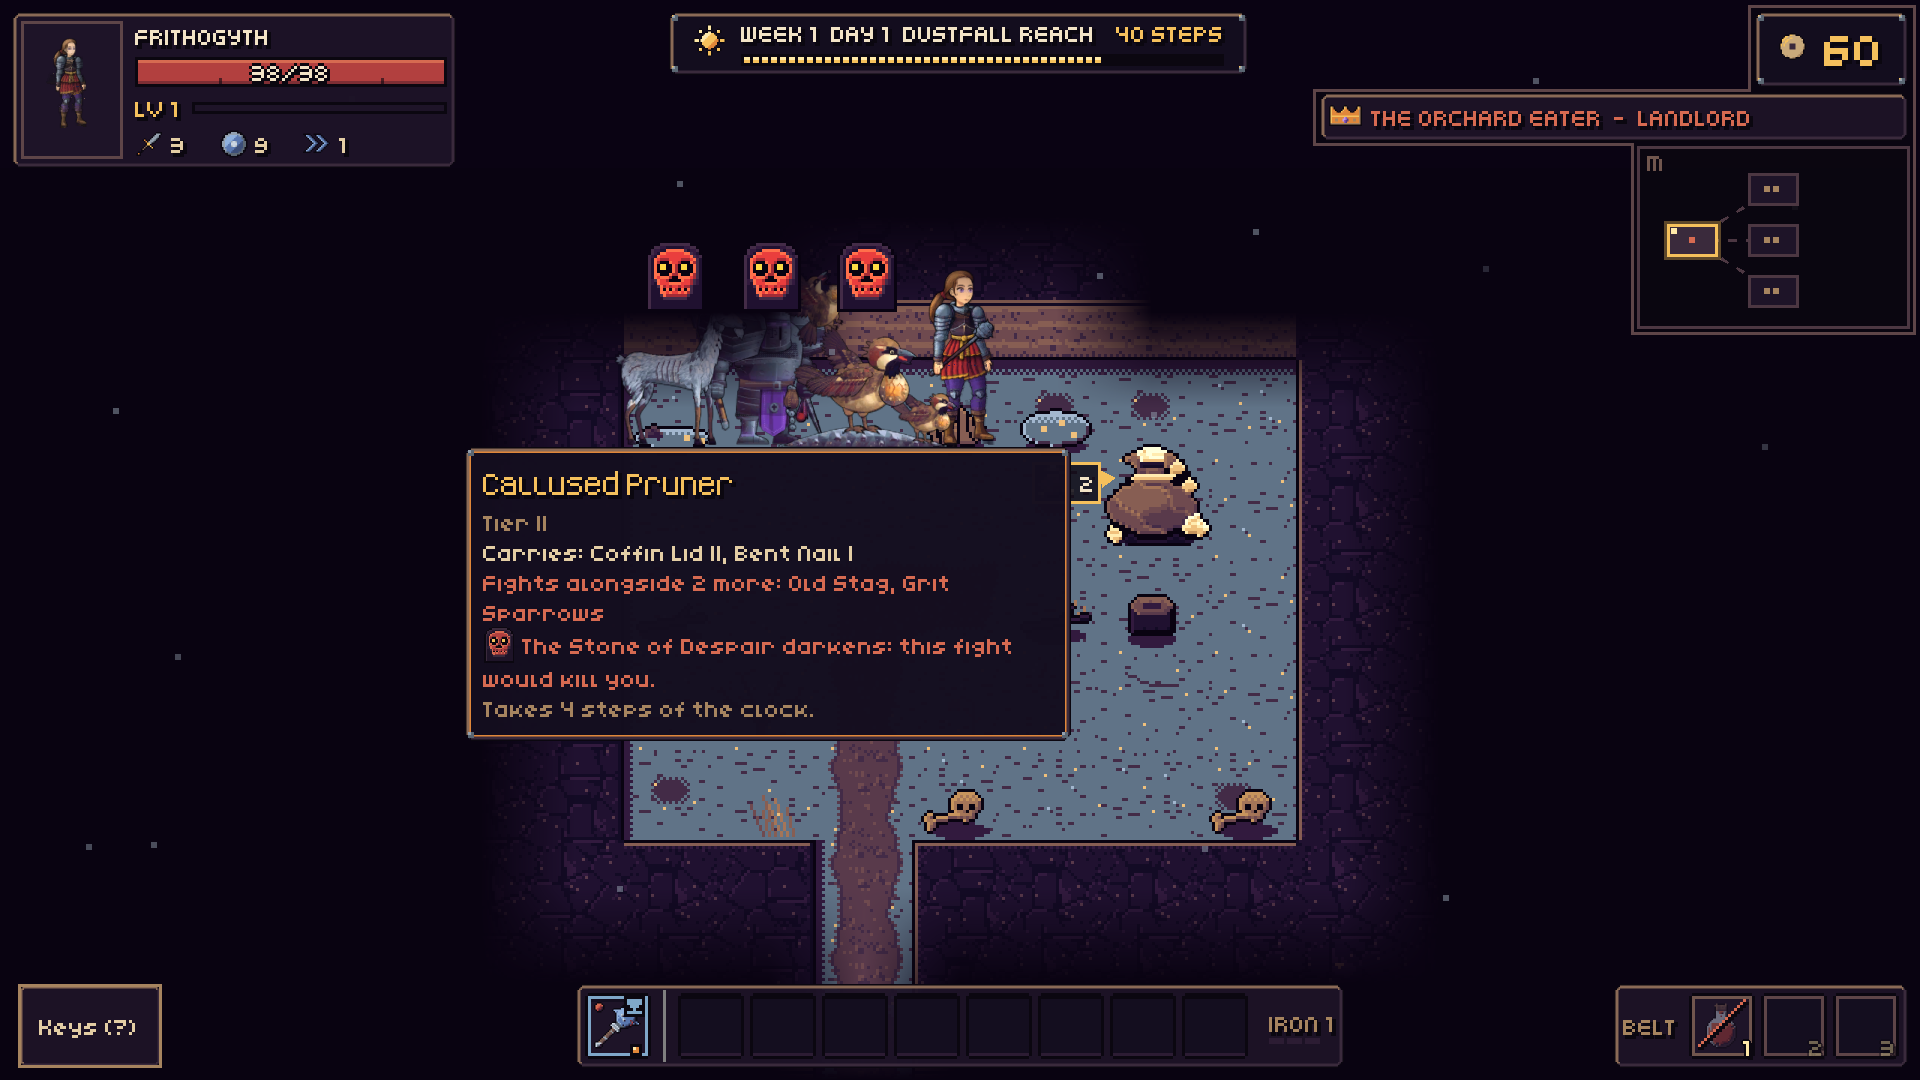 FRITHOGYTH
38/38
LV 1
3 9 1
WEEK 1 DAY 1 DUSTFALL REACH 40 STEPS
60
THE ORCHARD EATER - LANDLORD
M
Callused Pruner
Tier II
Carries: Coffin Lid II, Bent Nail I
Fights alongside 2 more: Old Stag, Grit
Sparrows
The Stone of Despair darkens: this fight
would kill you.
Takes 4 steps of the clock.
2
Keys (?)
IRON 1
BELT
1
2
3